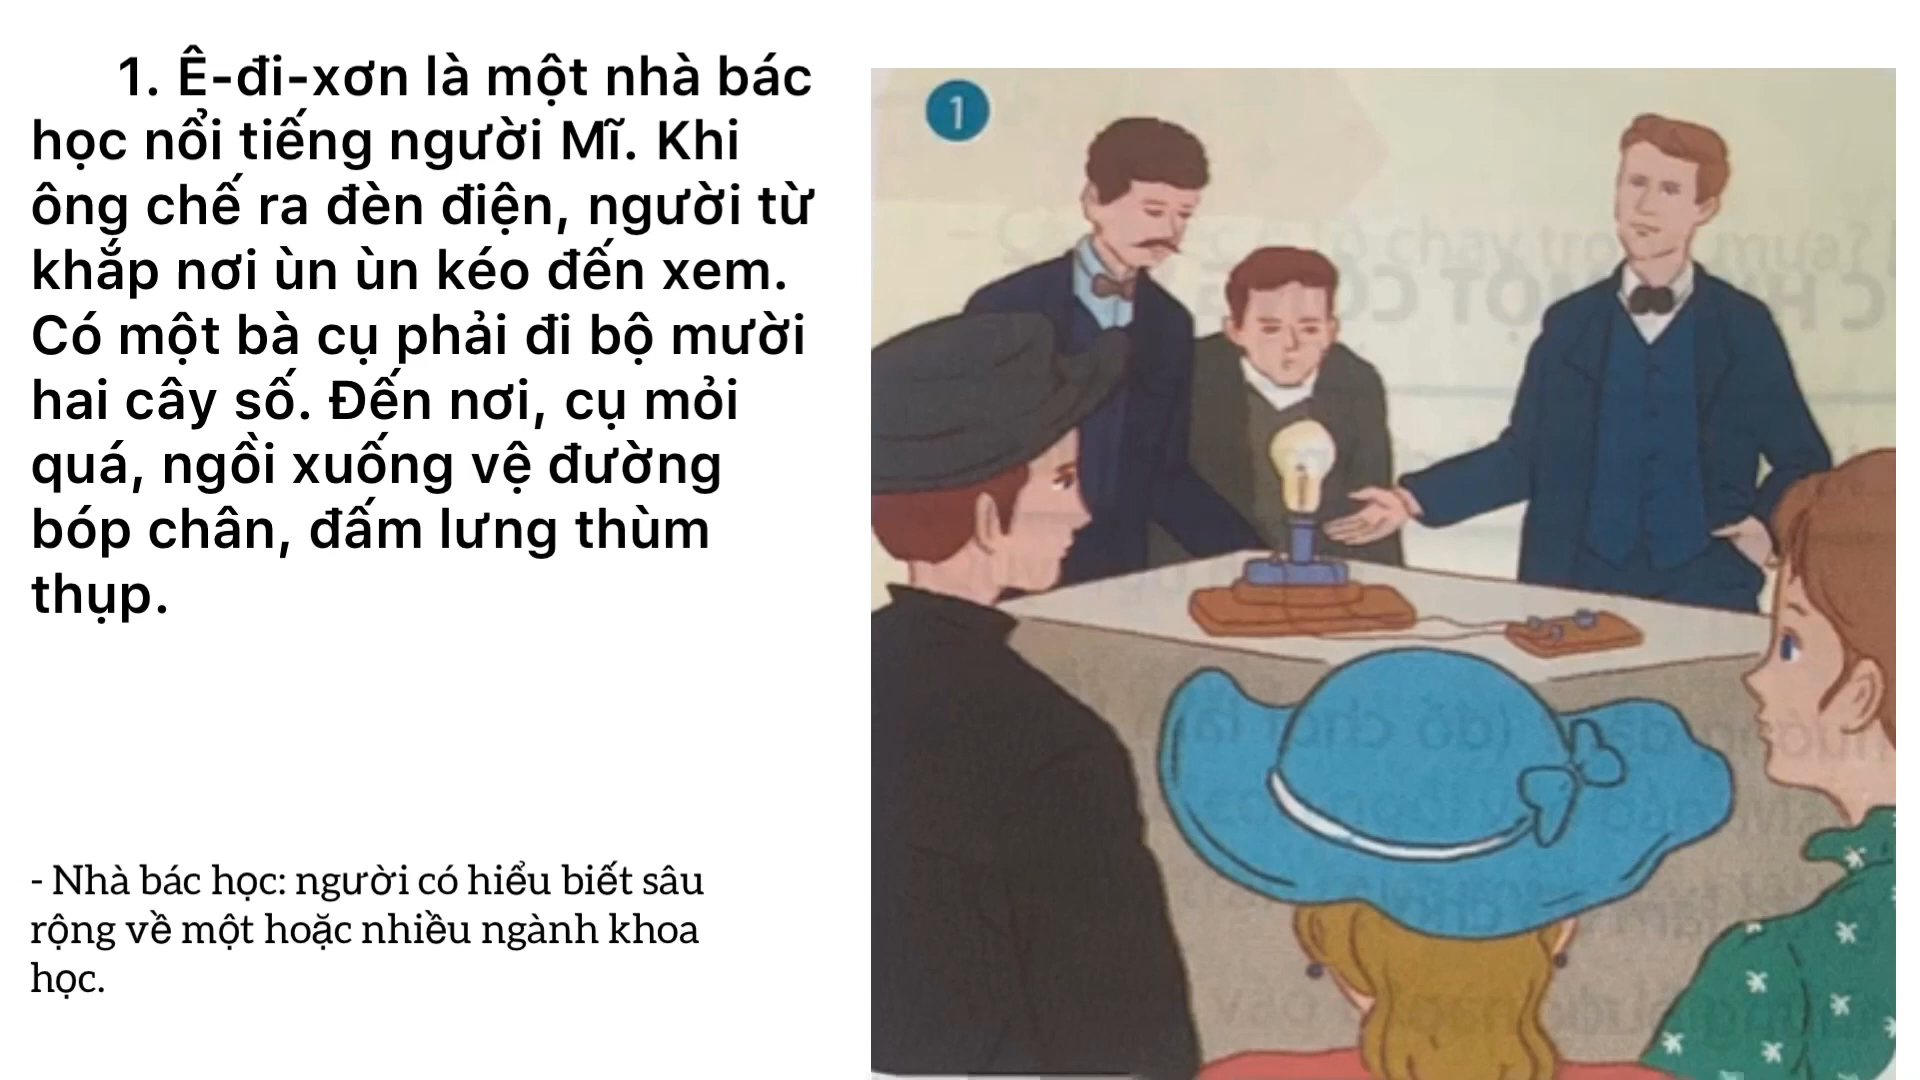 1. Ê-đi-xơn là một nhà bác
học nổi tiếng người Mĩ. Khi
ông chế ra đèn điện, người từ
khắp nơi ùn ùn kéo đến xem.
Có một bà cụ phải đi bộ mười
hai cây số. Đến nơi, cụ mỏi
quá, ngồi xuống vệ đường
bóp chân, đấm lưng thùm
thụp.
- Nhà bác học: người có hiểu biết sâu
rộng về một hoặc nhiều ngành khoa
học.
1